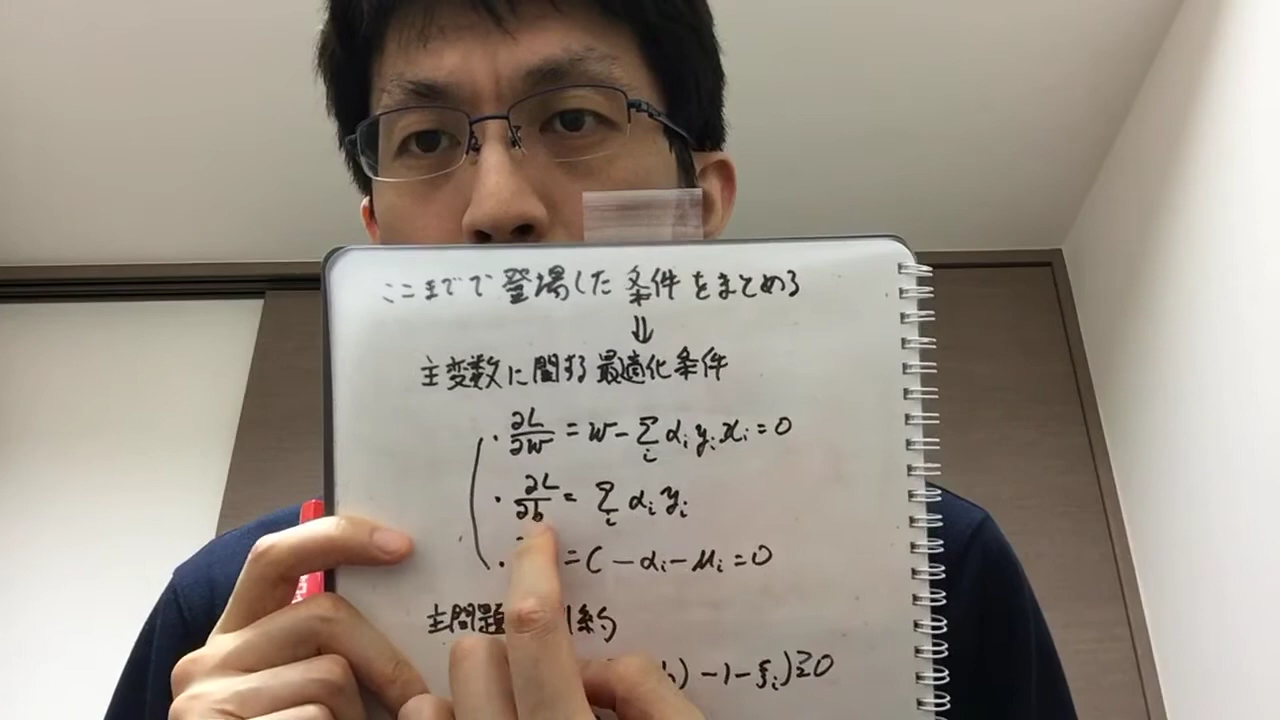 ここまでで登場した条件をまとめる
⇓
主変数に関する最適化条件
・∂L/∂w = w - Σ_i α_i y_i x_i = 0
・∂L/∂b = Σ_i α_i y_i
・ = C - α_i - μ_i = 0
主問題 約
) - 1 - ξ_i) ≥ 0